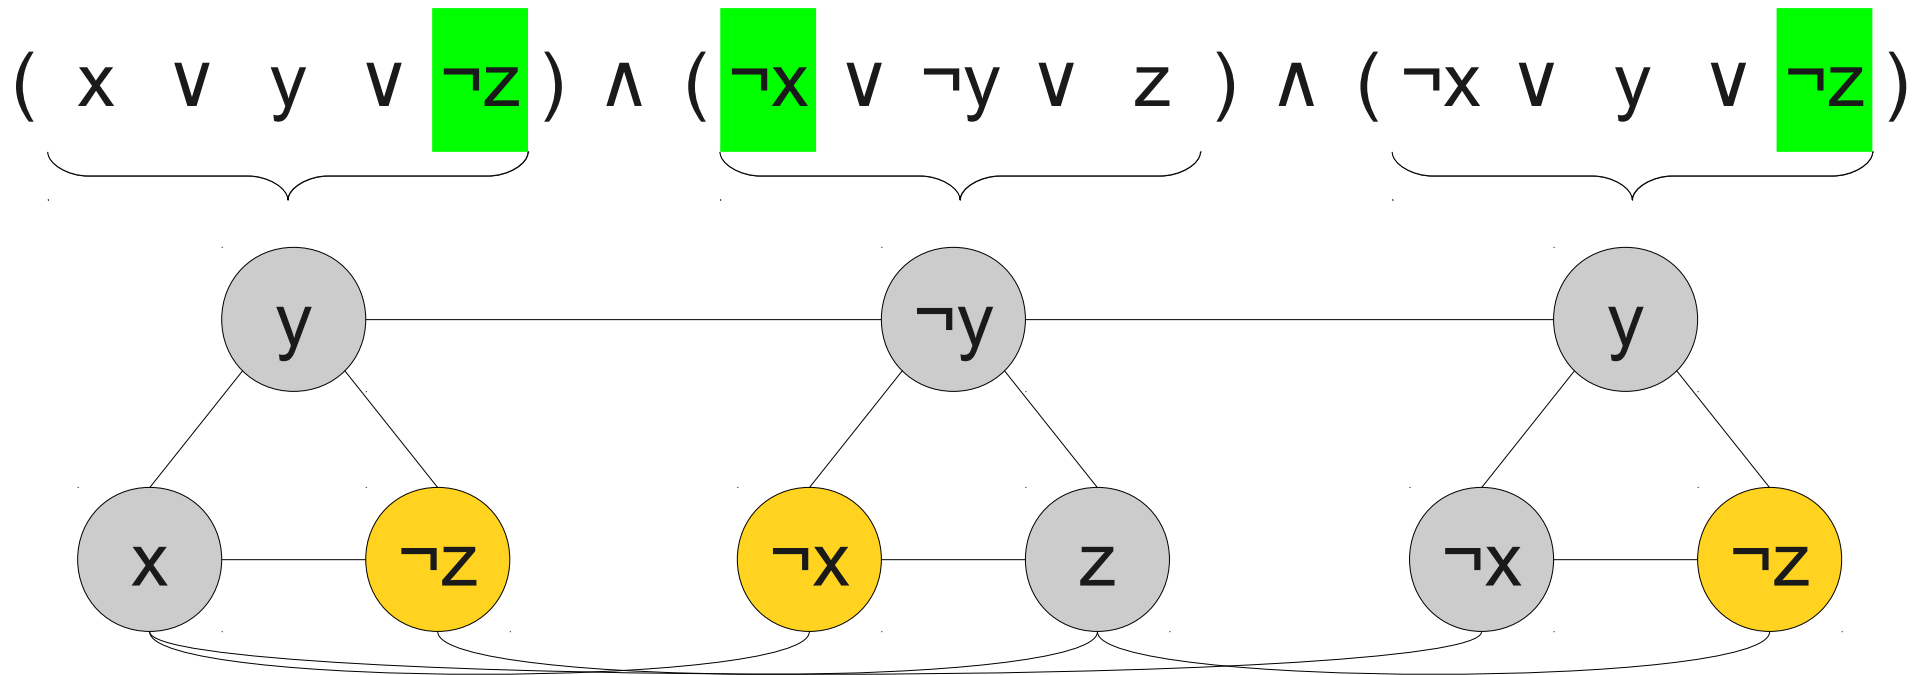 ( x ∨ y ∨ ¬z ) ∧ ( ¬x ∨ ¬y ∨ z ) ∧ ( ¬x ∨ y ∨ ¬z )
y ¬y y
x ¬z ¬x z ¬x ¬z